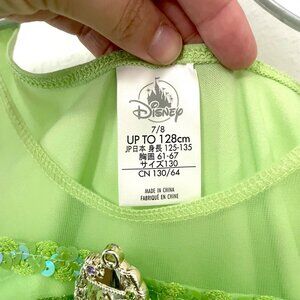 Disney
7/8
UP TO 128cm
JP日本 身長 125-135
胸囲 61-67
サイズ130
CN 130/64
MADE IN CHINA
FABRIQUÉ EN CHINE